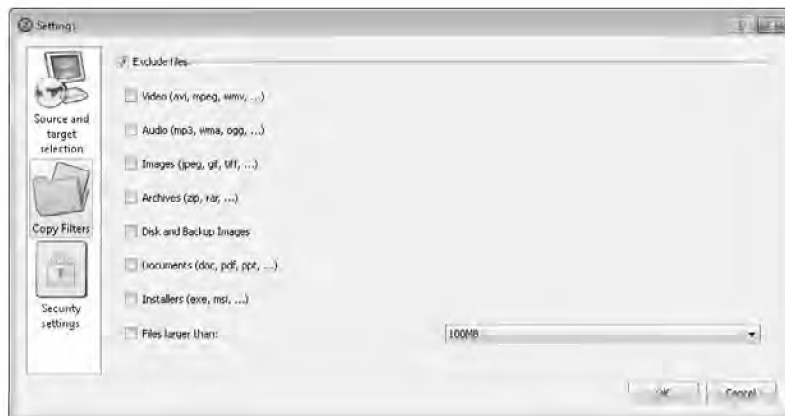 Settings
Source and
target
selection
Copy Filters
Security
settings
Exclude files
Video (avi, mpeg, wmv, ...)
Audio (mp3, wma, ogg, ...)
Images (jpeg, gif, tiff, ...)
Archives (zip, rar, ...)
Disk and Backup Images
Documents (doc, pdf, ppt, ...)
Installers (exe, msi, ...)
Files larger than:
100MB
OK
Cancel